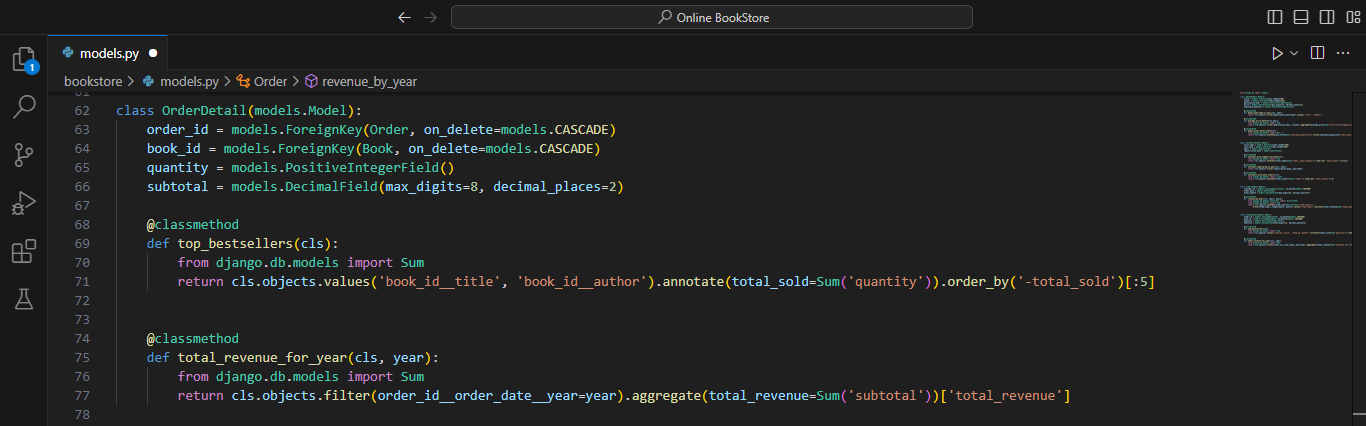 Online BookStore
models.py
1
bookstore > models.py > Order > revenue_by_year
61
62 class OrderDetail(models.Model):
63     order_id = models.ForeignKey(Order, on_delete=models.CASCADE)
64     book_id = models.ForeignKey(Book, on_delete=models.CASCADE)
65     quantity = models.PositiveIntegerField()
66     subtotal = models.DecimalField(max_digits=8, decimal_places=2)
67
68     @classmethod
69     def top_bestsellers(cls):
70         from django.db.models import Sum
71         return cls.objects.values('book_id__title', 'book_id__author').annotate(total_sold=Sum('quantity')).order_by('-total_sold')[:5]
72
73
74     @classmethod
75     def total_revenue_for_year(cls, year):
76         from django.db.models import Sum
77         return cls.objects.filter(order_id__order_date__year=year).aggregate(total_revenue=Sum('subtotal'))['total_revenue']
78